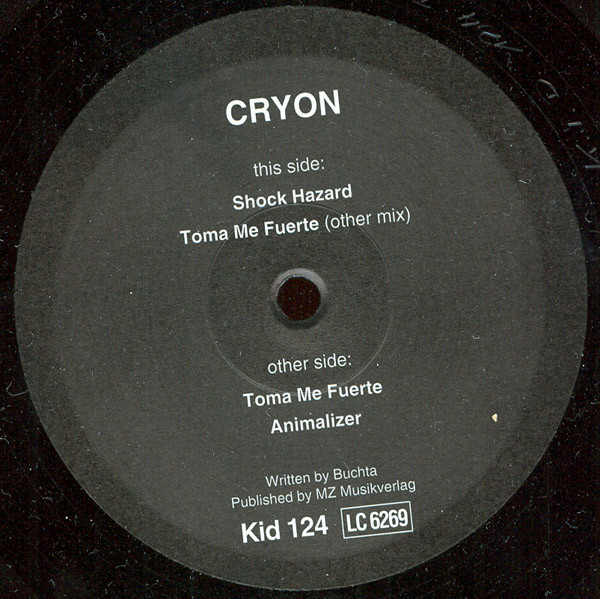 CRYON
this side:
Shock Hazard
Toma Me Fuerte (other mix)
other side:
Toma Me Fuerte
Animalizer
Written by Buchta
Published by MZ Musikverlag
Kid 124 LC 6269